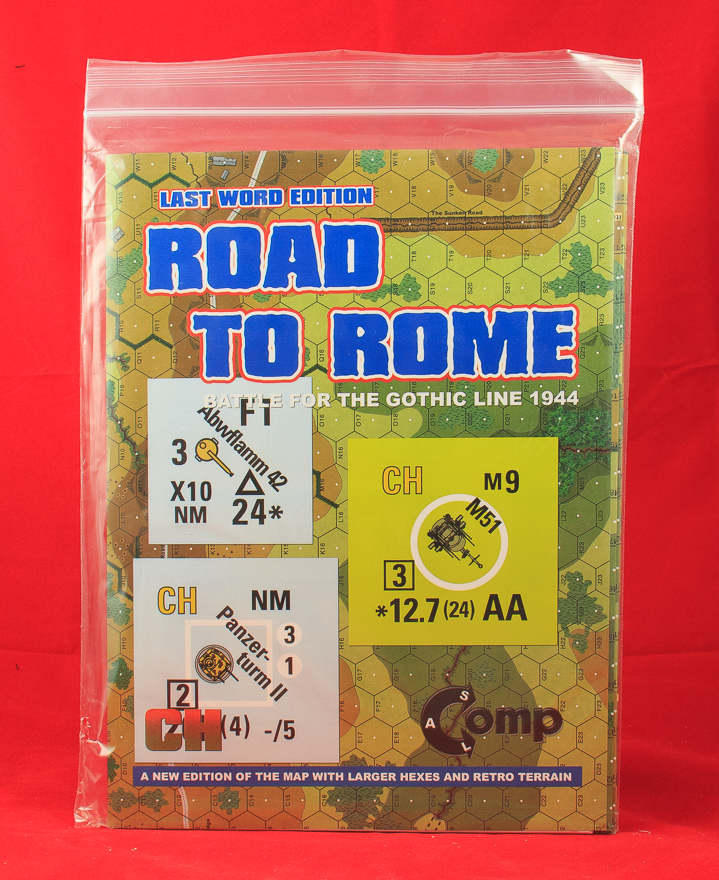 LAST WORD EDITION
The Sunken Road
ROAD
TO ROME
BATTLE FOR THE GOTHIC LINE 1944
FT
Abwflamm 42
3
X10
NM
24*
CH M9
M51
3
*12.7 (24) AA
CH NM
Panzer-
turm II
3
1
2
CH (4) -/5
ASL Comp
A NEW EDITION OF THE MAP WITH LARGER HEXES AND RETRO TERRAIN